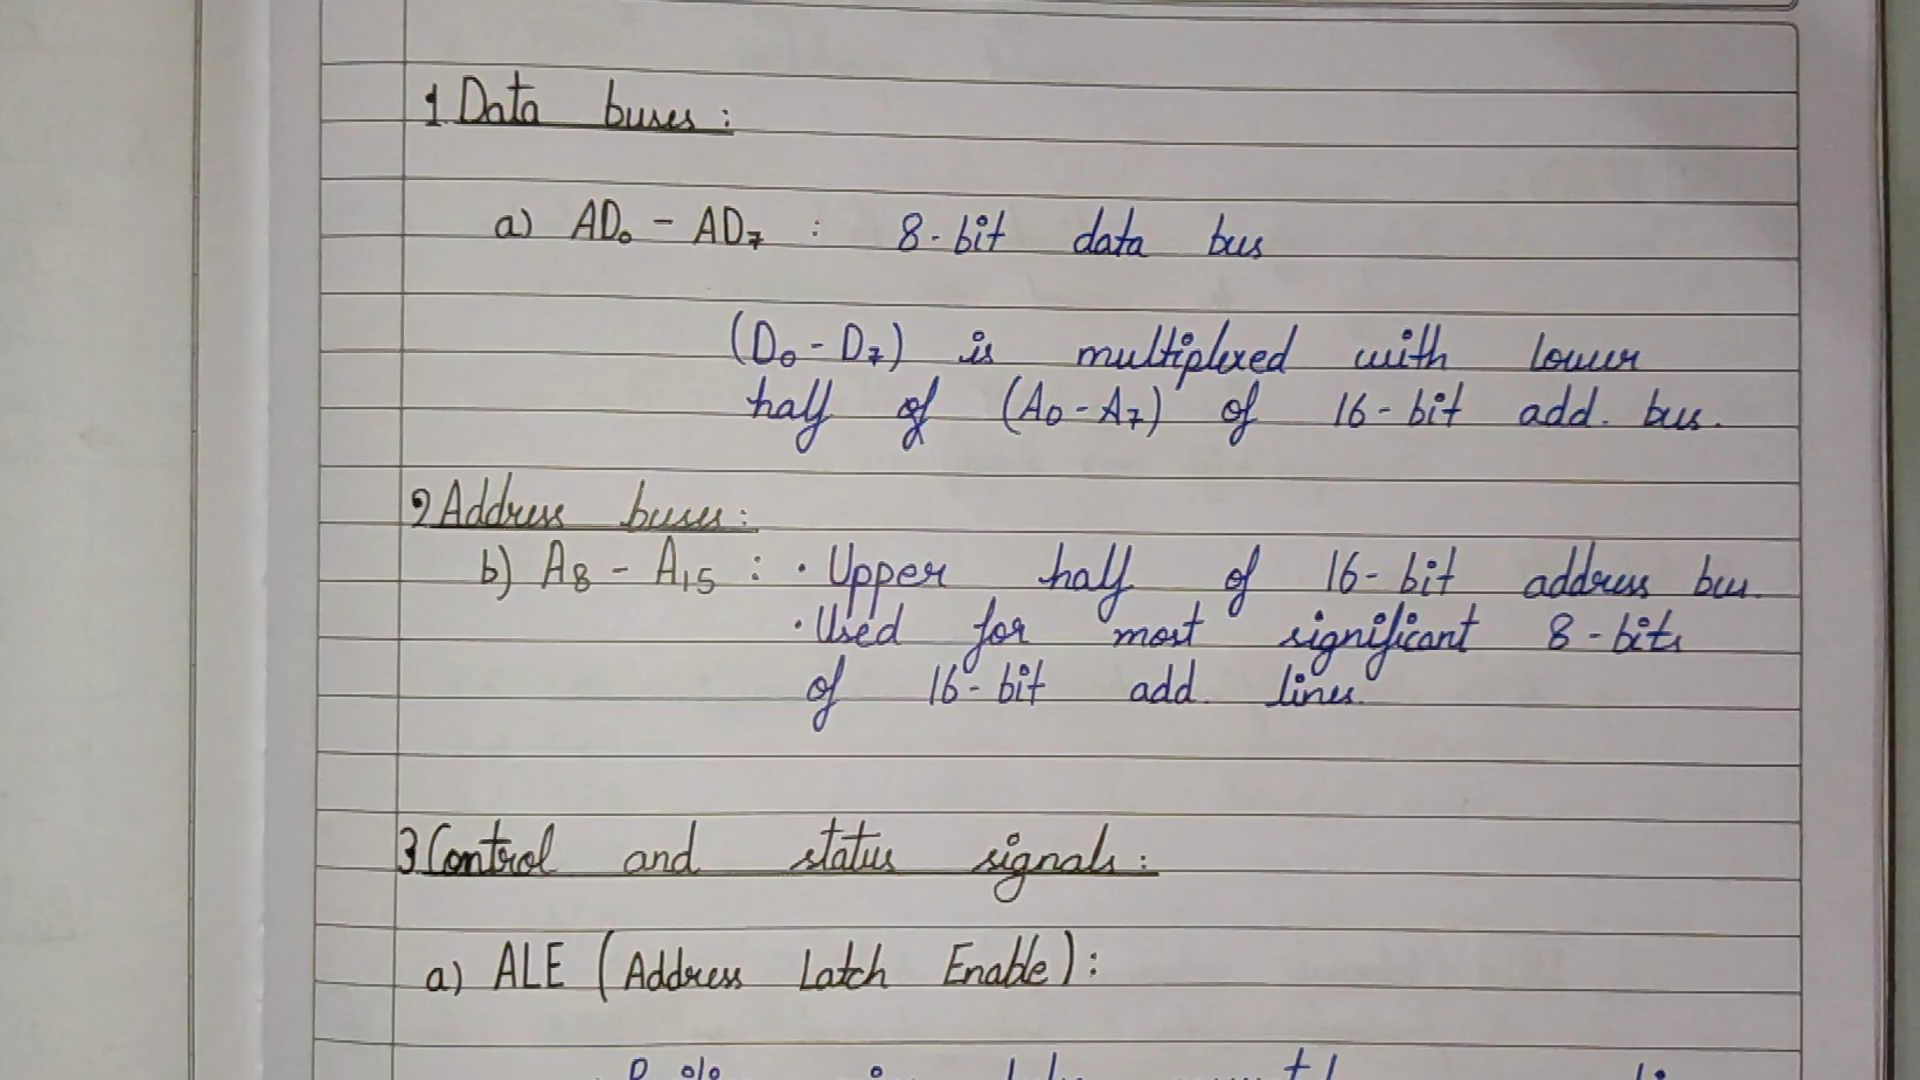 1 Data buses:
a) AD₀ - AD₇ : 8-bit data bus
(D₀ - D₇) is multiplexed with lower
half of (A₀ - A₇) of 16-bit add. bus.
2 Address buses:
b) A₈ - A₁₅ : • Upper half of 16-bit address bus.
• Used for most significant 8-bits
of 16-bit add. lines.
3 Control and status signals:
a) ALE (Address Latch Enable):